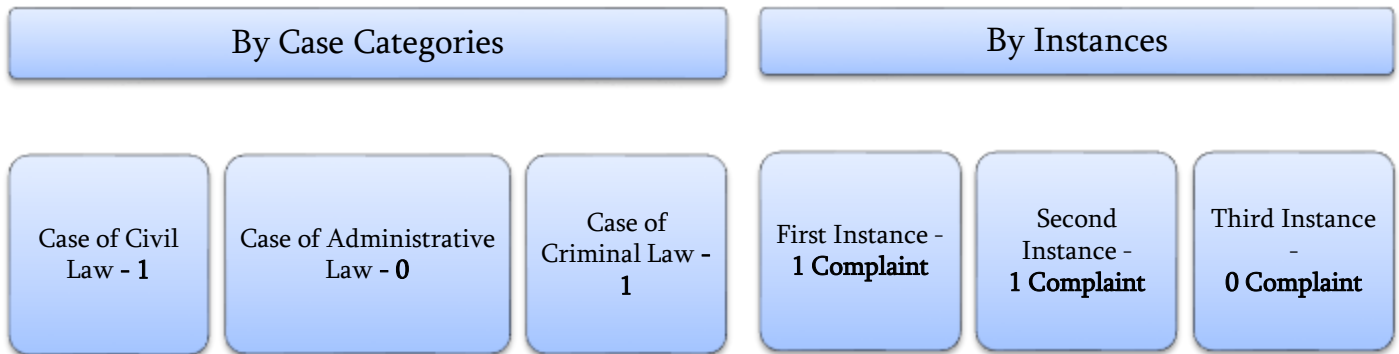 By Case Categories
By Instances
Case of Civil
Law - 1
Case of Administrative
Law - 0
Case of
Criminal Law -
1
First Instance -
1 Complaint
Second
Instance -
1 Complaint
Third Instance
-
0 Complaint